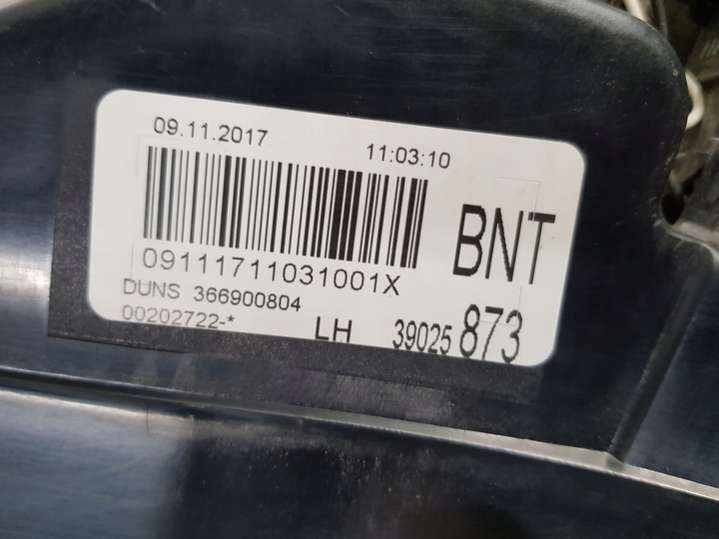 09.11.2017 11:03:10
09111711031001X
BNT
DUNS 366900804
00202722-*
LH 39025 873